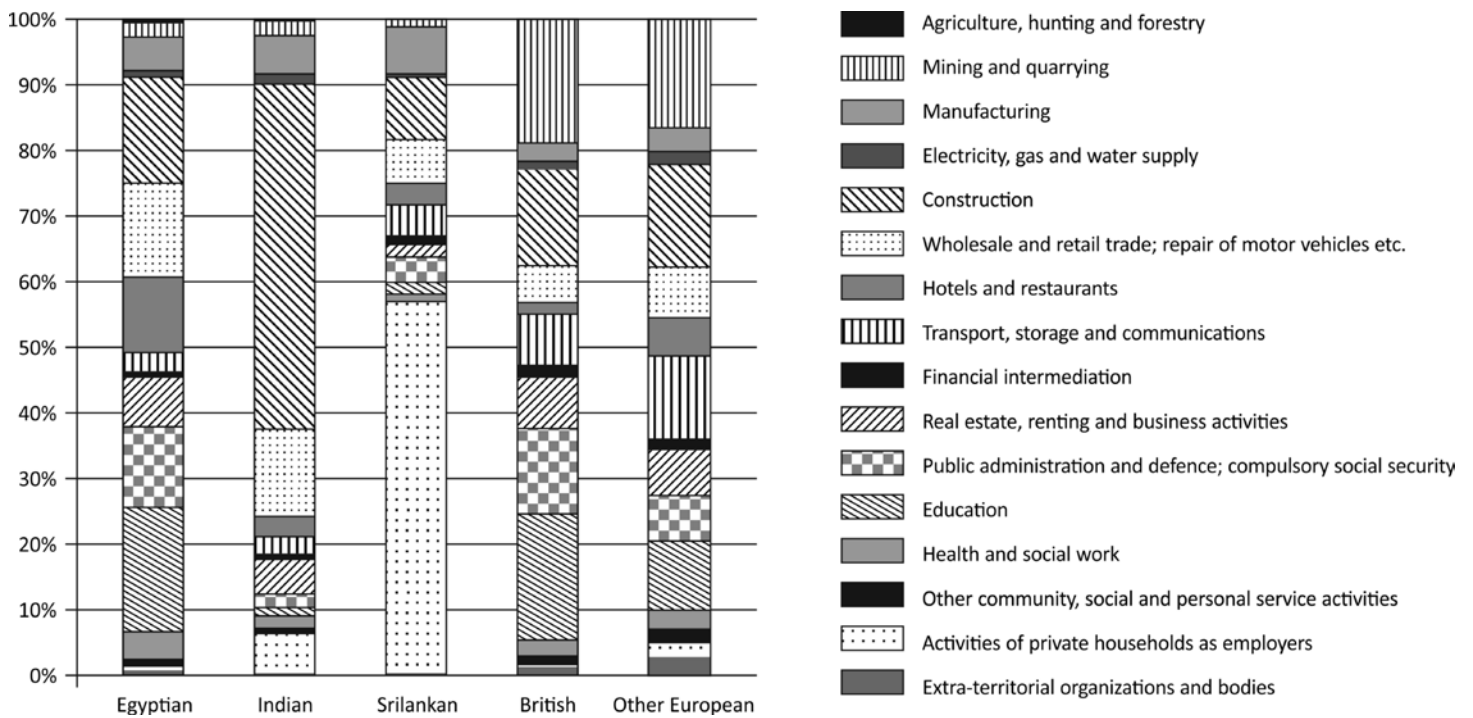 100%
90%
80%
70%
60%
50%
40%
30%
20%
10%
0%
Egyptian
Indian
Srilankan
British
Other European
Agriculture, hunting and forestry
Mining and quarrying
Manufacturing
Electricity, gas and water supply
Construction
Wholesale and retail trade; repair of motor vehicles etc.
Hotels and restaurants
Transport, storage and communications
Financial intermediation
Real estate, renting and business activities
Public administration and defence; compulsory social security
Education
Health and social work
Other community, social and personal service activities
Activities of private households as employers
Extra-territorial organizations and bodies